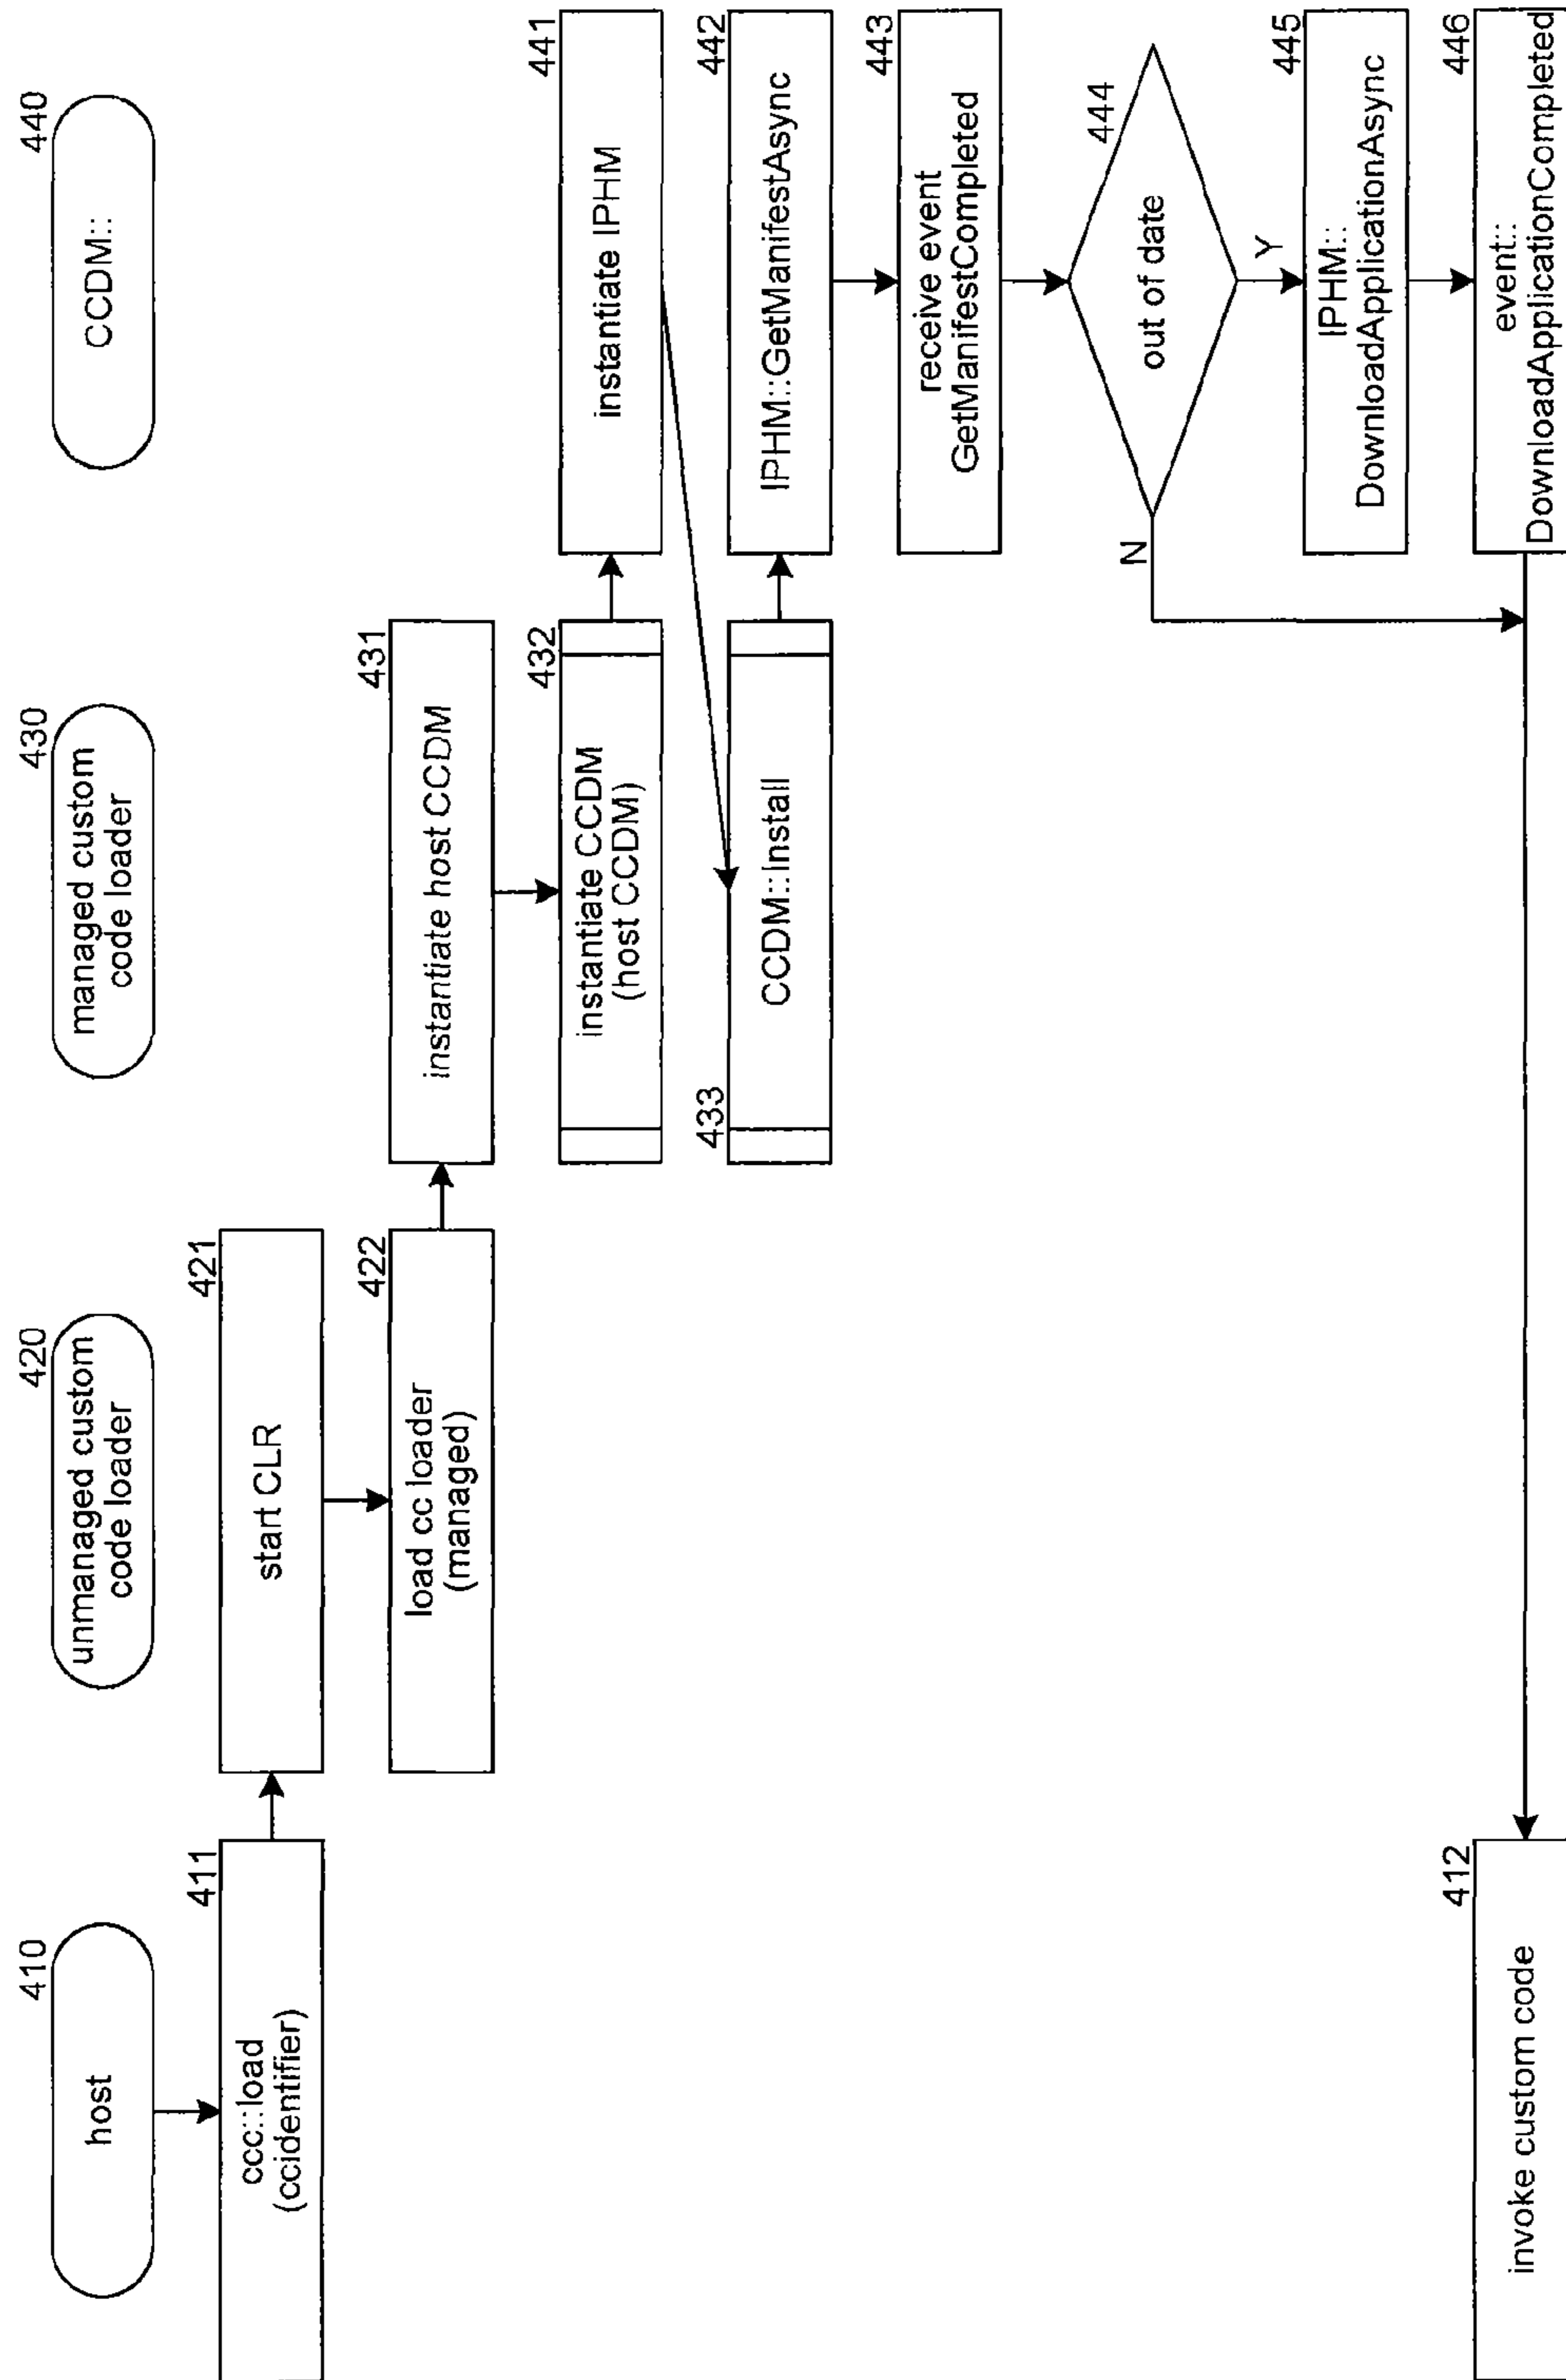 410
host
420
unmanaged custom
code loader
430
managed custom
code loader
440
CCDM::
411
ccc::load
(ccidentifier)
421
start CLR
422
load cc loader
(managed)
431
instantiate host CCDM
432
instantiate CCDM
(host CCDM)
441
instantiate IPHM
433
CCDM::Install
442
IPHM::GetManifestAsync
443
receive event
GetManifestCompleted
444
out of date
N
Y
445
IPHM::
DownloadApplicationAsync
446
event::
DownloadApplicationCompleted
412
invoke custom code